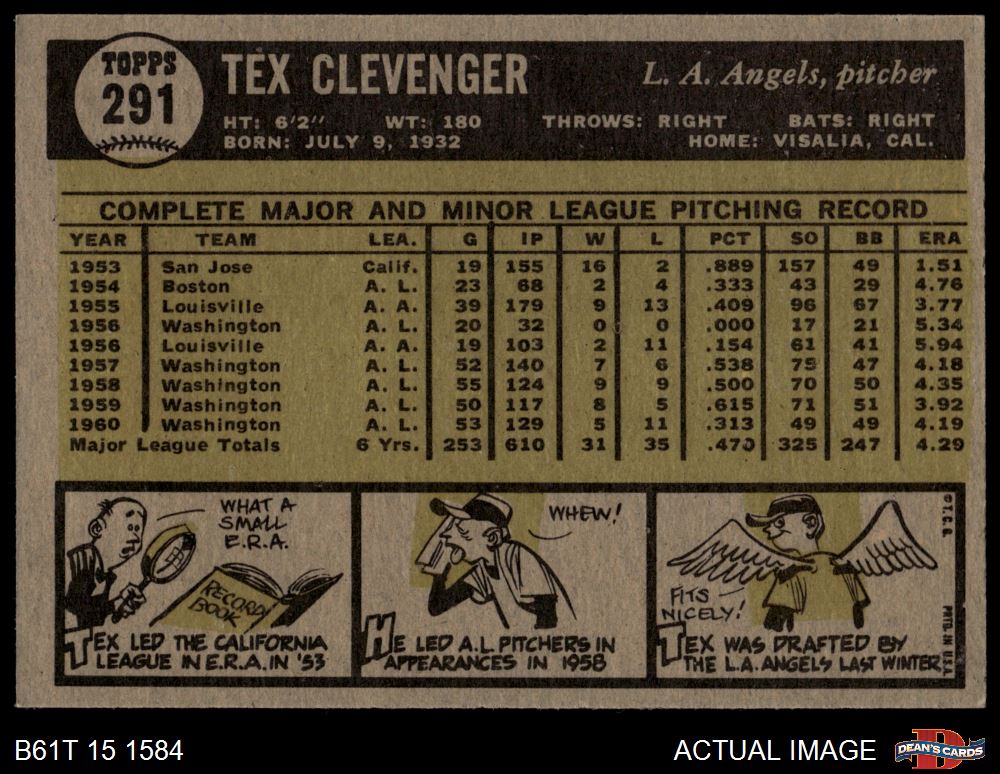 TOPPS
291
TEX CLEVENGER
L. A. Angels, pitcher
HT: 6'2" WT: 180 THROWS: RIGHT BATS: RIGHT
BORN: JULY 9, 1932 HOME: VISALIA, CAL.
COMPLETE MAJOR AND MINOR LEAGUE PITCHING RECORD
YEAR TEAM LEA. G IP W L PCT SO BB ERA
1953 San Jose Calif. 19 155 16 2 .889 157 49 1.51
1954 Boston A. L. 23 68 2 4 .333 43 29 4.76
1955 Louisville A. A. 39 179 9 13 .409 96 67 3.77
1956 Washington A. L. 20 32 0 0 .000 17 21 5.34
1956 Louisville A. A. 19 103 2 11 .154 61 41 5.94
1957 Washington A. L. 52 140 7 6 .538 75 47 4.18
1958 Washington A. L. 55 124 9 9 .500 70 50 4.35
1959 Washington A. L. 50 117 8 5 .615 71 51 3.92
1960 Washington A. L. 53 129 5 11 .313 49 49 4.19
Major League Totals 6 Yrs. 253 610 31 35 .470 325 247 4.29
WHAT A
SMALL
E.R.A.
RECORD
BOOK
TEX LED THE CALIFORNIA
LEAGUE IN E.R.A. IN '53
WHEW!
HE LED A.L PITCHERS IN
APPEARANCES IN 1958
FITS
NICELY!
TEX WAS DRAFTED BY
THE L.A. ANGELS LAST WINTER
© T. C. G.
PRTD. IN U.S.A.
B61T 15 1584
ACTUAL IMAGE
D
DEAN'S CARDS